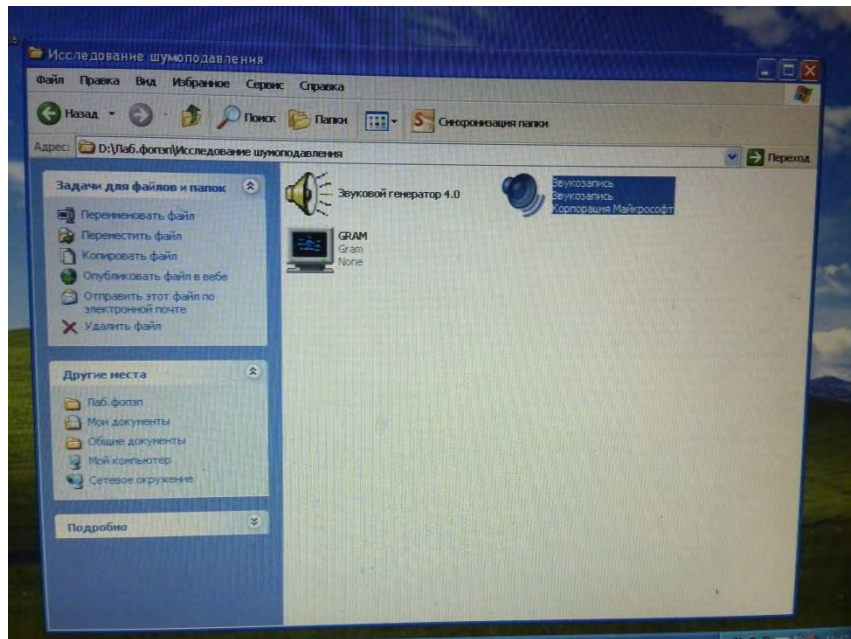 Исследование шумоподавления
Файл Правка Вид Избранное Сервис Справка
Назад Поиск Папки Синхронизация папки
Адрес: D:\Лаб.фопэп\Исследование шумоподавления Переход
Задачи для файлов и папок
Переименовать файл
Переместить файл
Копировать файл
Опубликовать файл в вебе
Отправить этот файл по
электронной почте
Удалить файл
Другие места
Лаб.фопэп
Мои документы
Общие документы
Мой компьютер
Сетевое окружение
Подробно
Звуковой генератор 4.0
Звукозапись
Звукозапись
Корпорация Майкрософт
GRAM
Gram
None